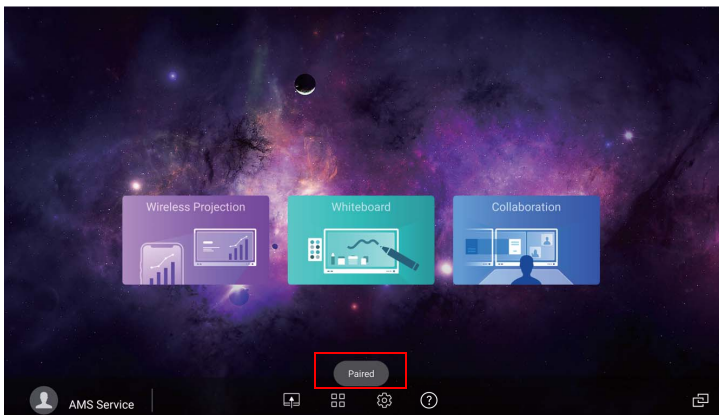 Wireless Projection
Whiteboard
Collaboration
Paired
AMS Service
?